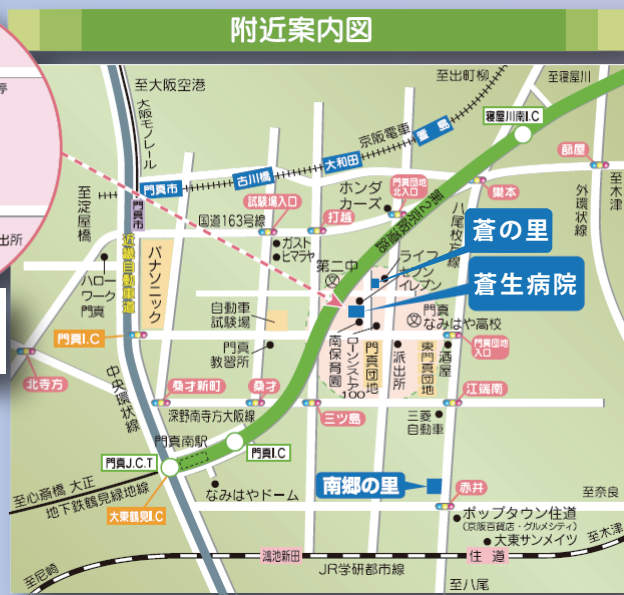 附近案内図
停
出所
至大阪空港
至出町柳
至寝屋川
大阪モノレール
京阪電車
寝屋川南I.C
萱島
大和田
古川橋
門真市
門真市
部屋
至木津
外環状線
巣本
八尾枚方線
第2京阪道路
門真団地
北入口
ホンダ
カーズ
打越
試験場入口
国道163号線
至淀屋橋
近畿自動車道
パナソニック
ガスト
ヒマラヤ
第二中
ライフ
セブン
イレブン
蒼の里
蒼生病院
ハロー
ワーク
門真
自動車
試験場
門真I.C
門真
教習所
南保育園
ローソンストア
100
門真団地
派出所
門真
なみはや高校
東門真団地
酒屋
門真団地
入口
北寺方
中央環状線
桑才新町
桑才
三ツ島
江端南
深野南寺方大阪線
三菱
自動車
門真南駅
門真I.C
門真J.C.T
なみはやドーム
至心斎橋 大正
地下鉄鶴見緑地線
大東鶴見I.C
南郷の里
赤井
至奈良
ポップタウン住道
(京阪百貨店・グルメシティ)
大東サンメイツ
至木津
鴻池新田
住道
至尼崎
JR学研都市線
至八尾